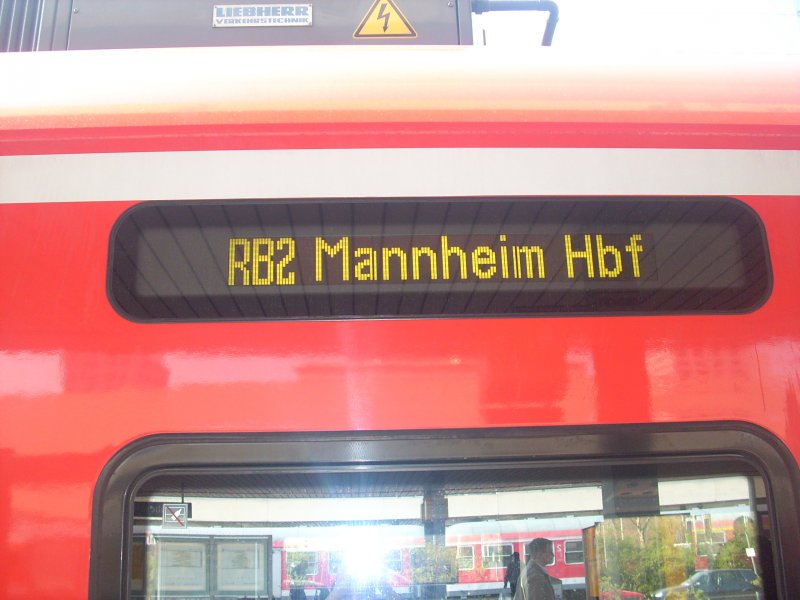 LIEBHERR
VERKEHRSTECHNIK
RB2 Mannheim Hbf